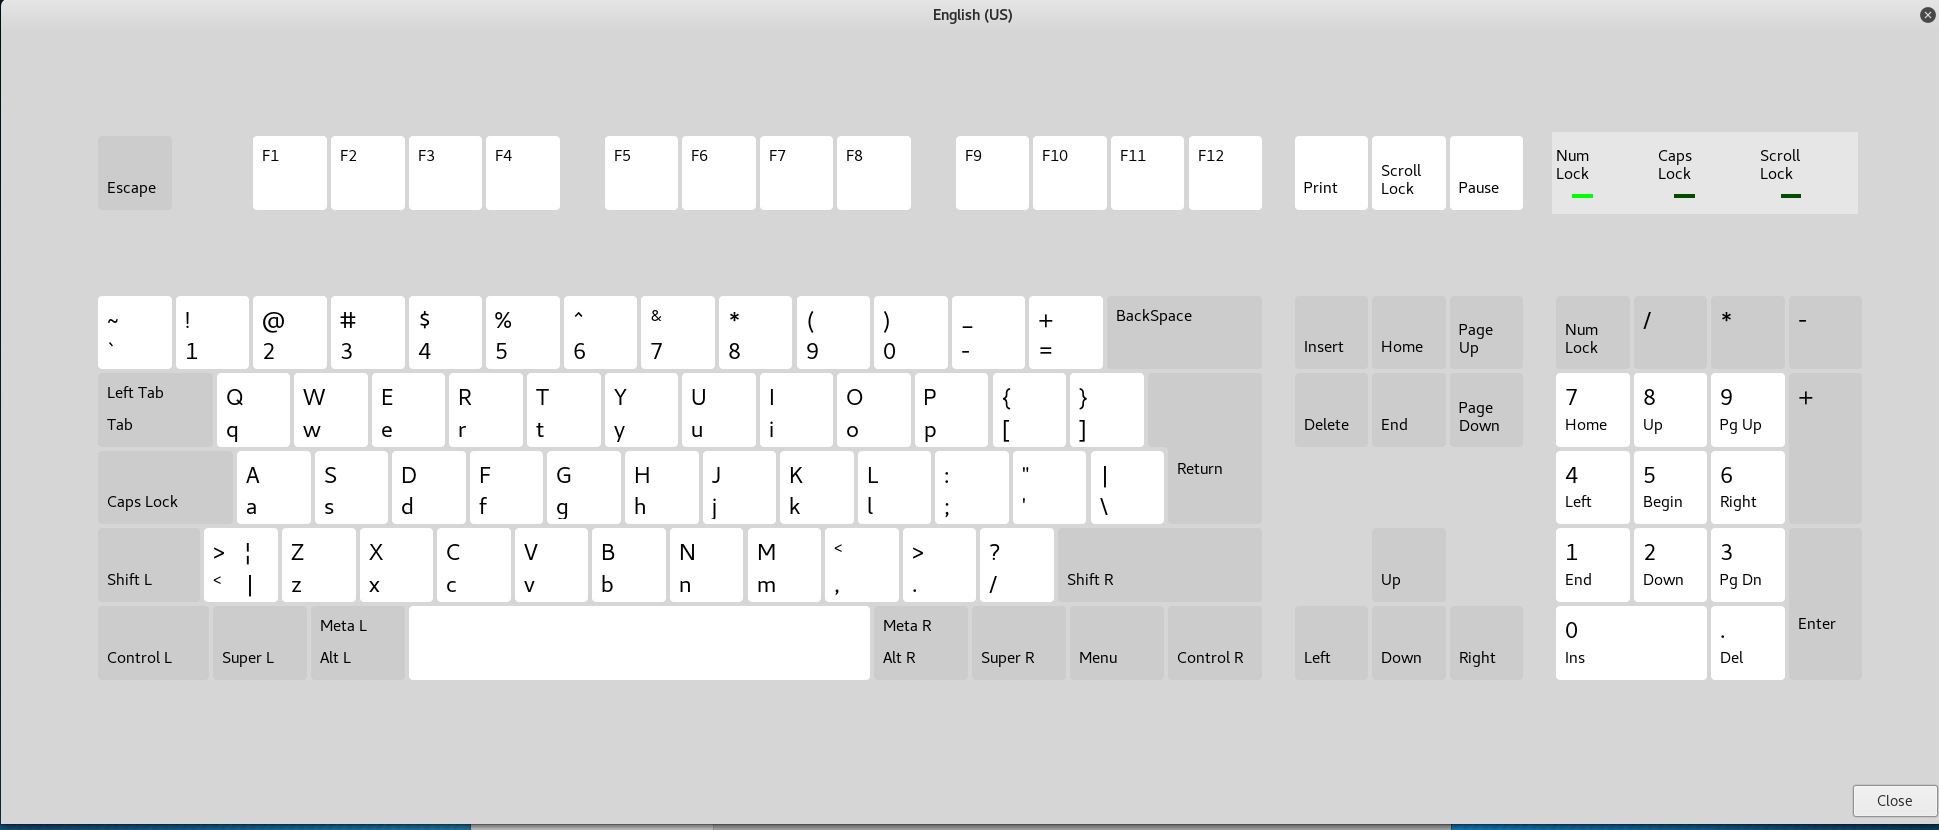 English (US)
Escape F1 F2 F3 F4 F5 F6 F7 F8 F9 F10 F11 F12 Print Scroll Lock Pause Num Lock Caps Lock Scroll Lock
~ ! @ # $ % ^ & * ( ) _ + BackSpace
` 1 2 3 4 5 6 7 8 9 0 - =
Insert Home Page Up Num Lock / * -
Left Tab Q W E R T Y U I O P { }
Tab q w e r t y u i o p [ ]
Delete End Page Down 7 8 9 +
Home Up Pg Up
Caps Lock A S D F G H J K L : " | Return
a s d f g h j k l ; ' \
4 5 6
Left Begin Right
Shift L > ¦ Z X C V B N M < > ? Shift R
< | z x c v b n m , . /
Up 1 2 3
End Down Pg Dn Enter
Meta L Meta R
Control L Super L Alt L Alt R Super R Menu Control R
Left Down Right 0 .
Ins Del
Close